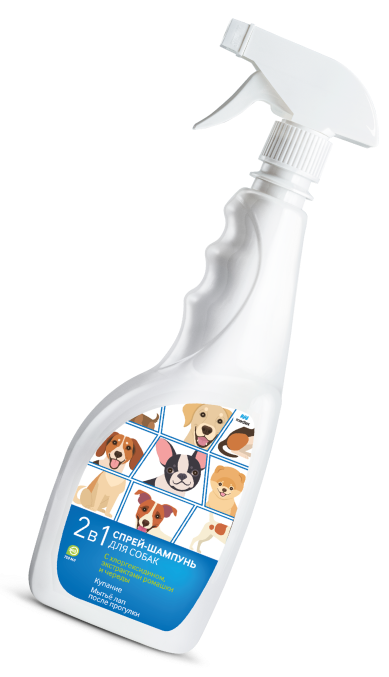 2 в 1 СПРЕЙ-ШАМПУНЬ
ДЛЯ СОБАК
С хлоргексидином,
экстрактами ромашки
и череды
Купание
Мытьё лап
после прогулки